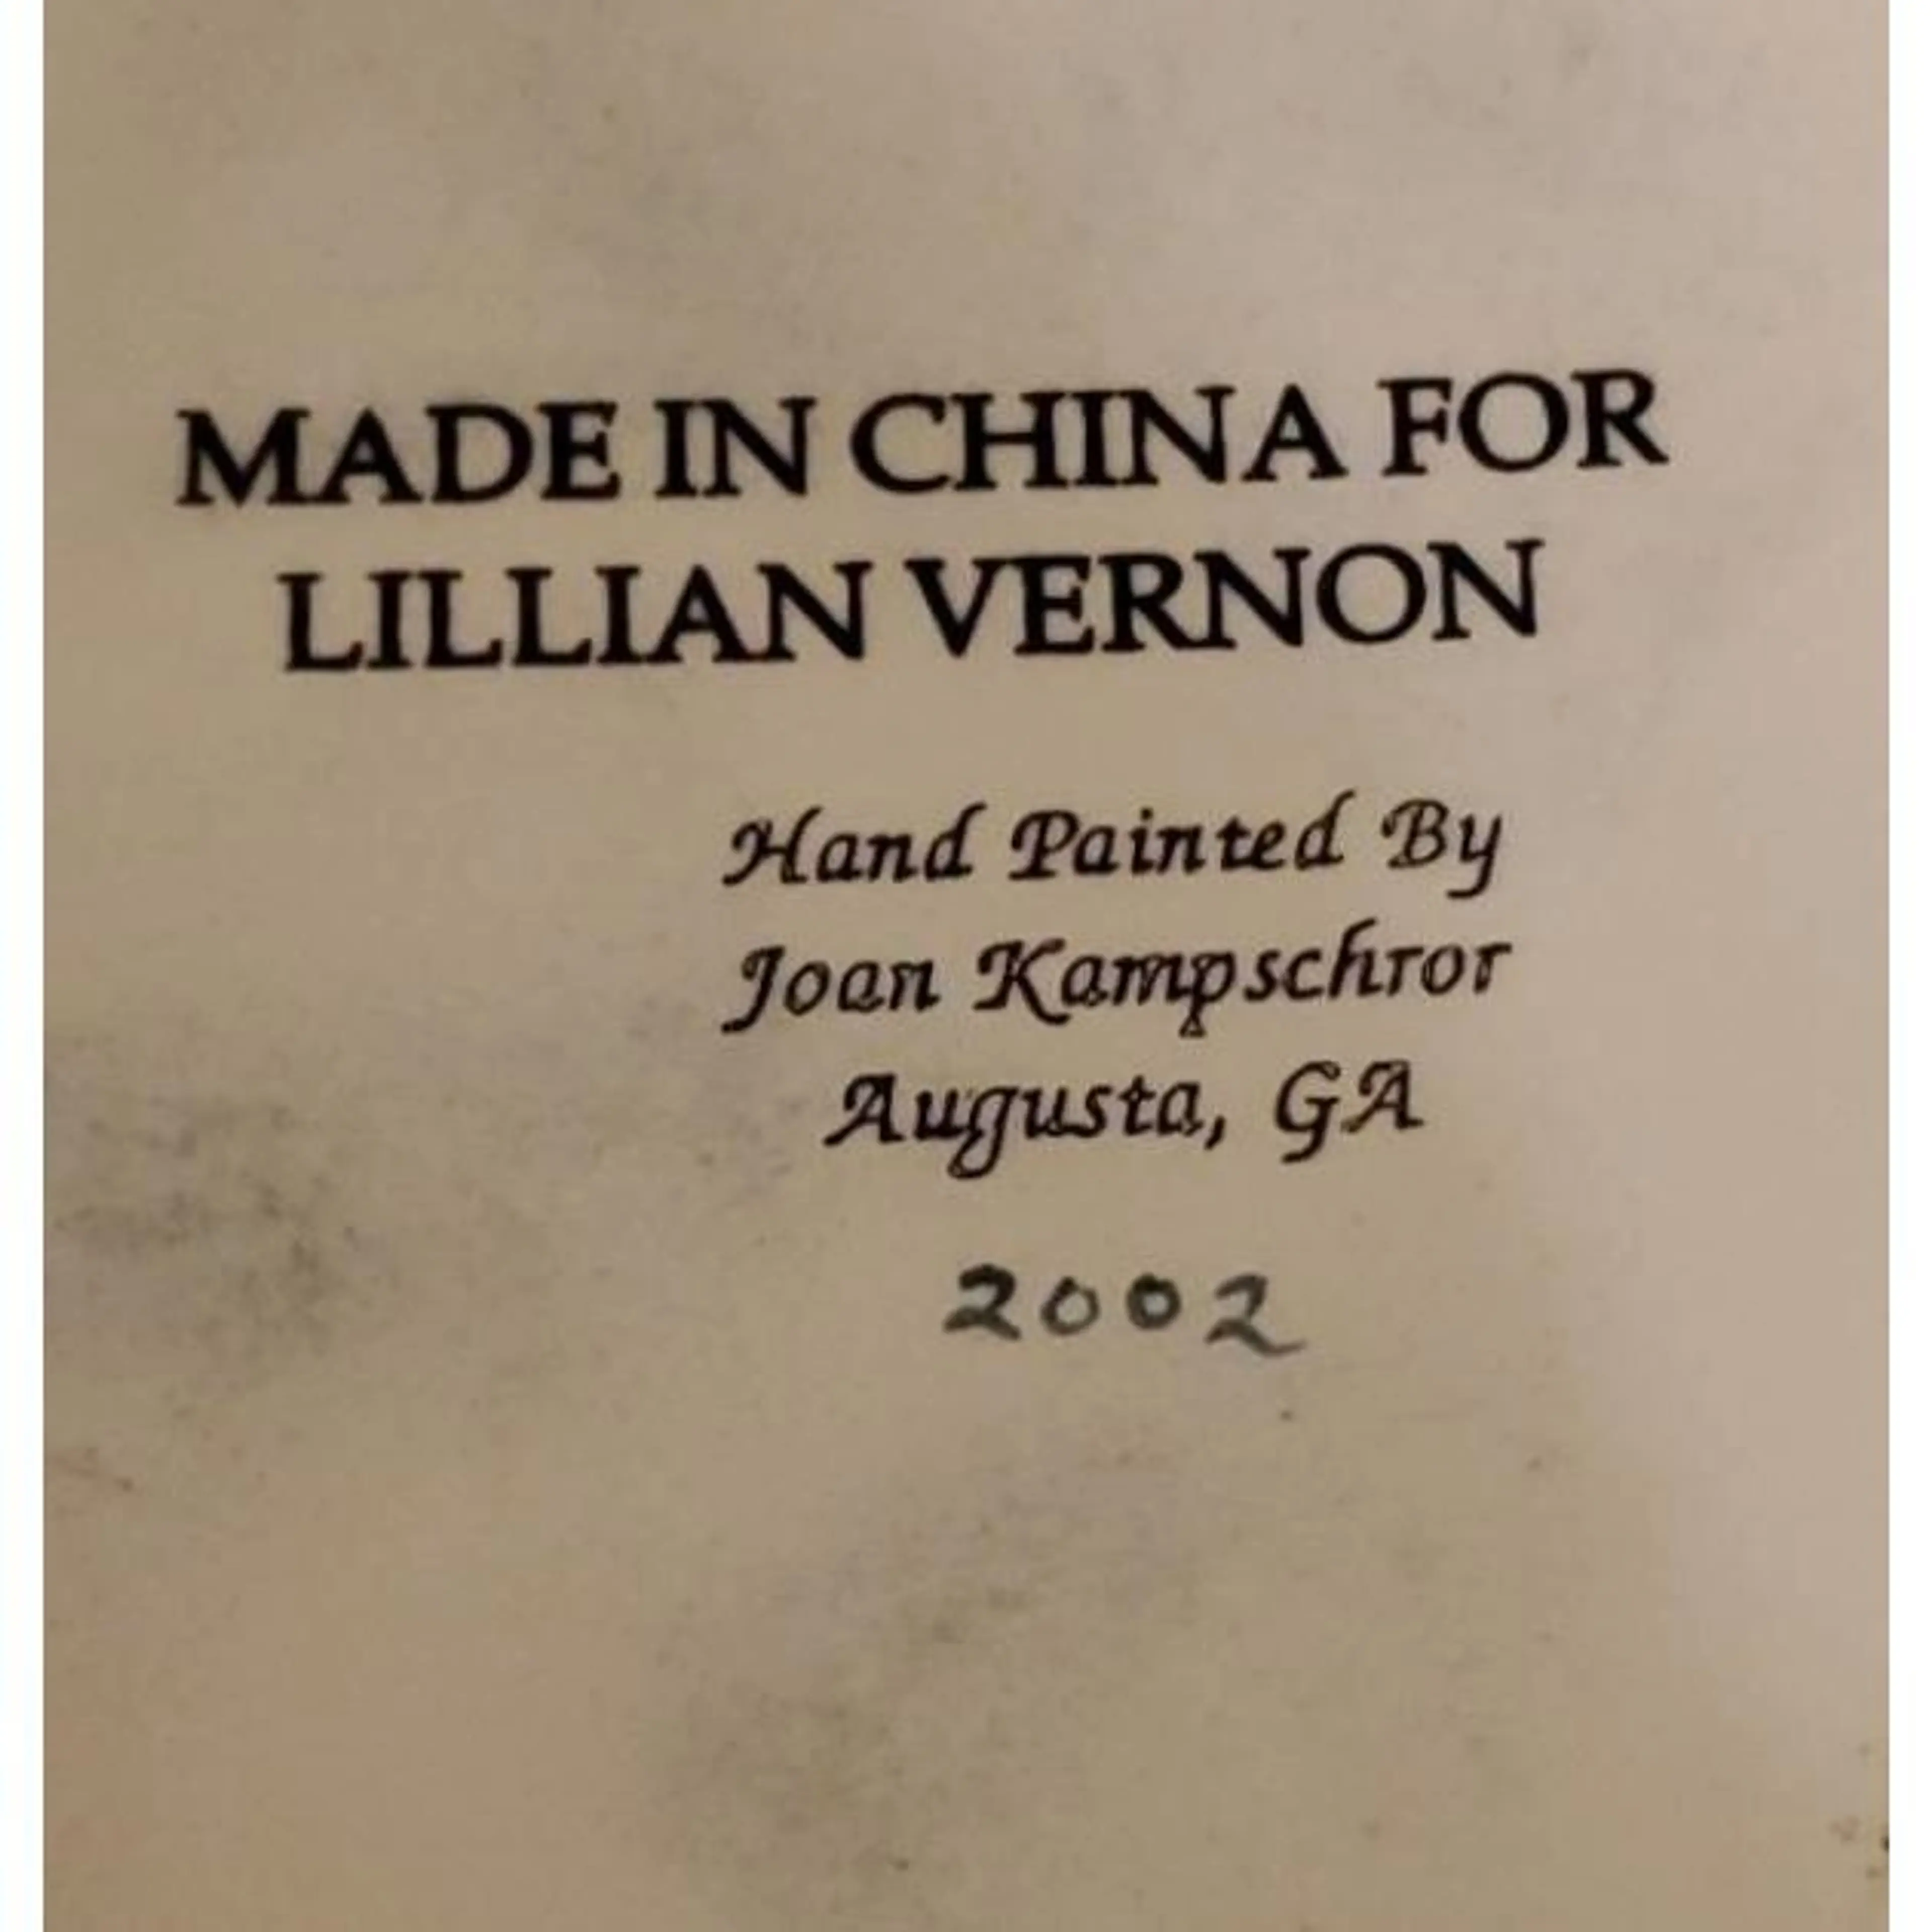 MADE IN CHINA FOR
LILLIAN VERNON
Hand Painted By
Joan Kampschror
Augusta, GA
2002